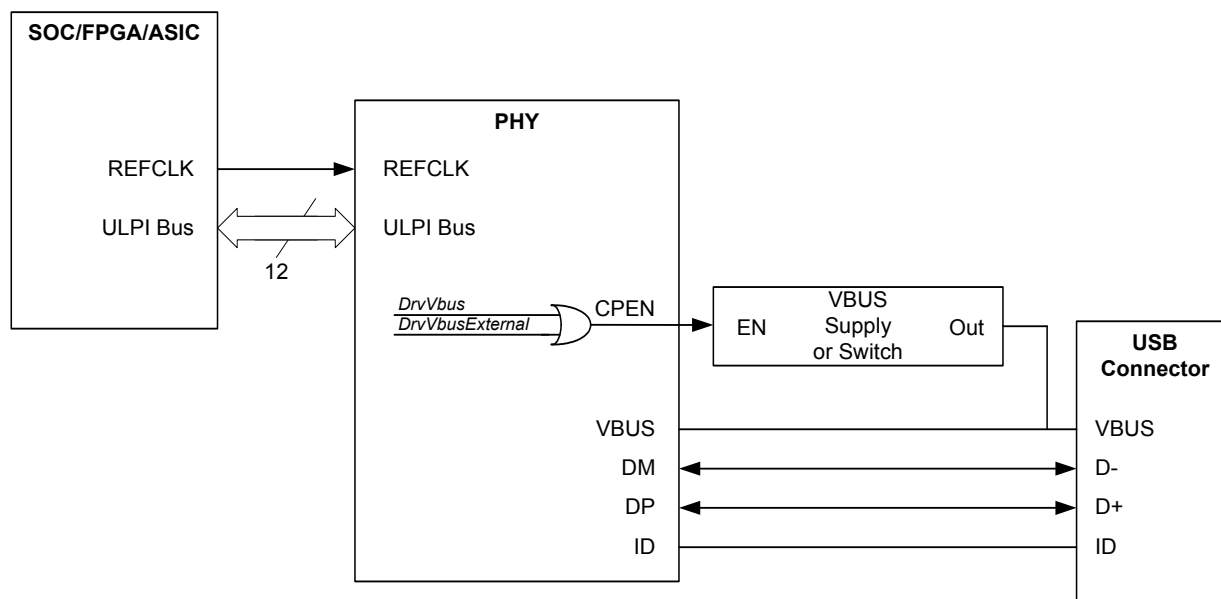 SOC/FPGA/ASIC
REFCLK
ULPI Bus
12
PHY
REFCLK
ULPI Bus
DrvVbus
DrvVbusExternal
CPEN
VBUS
DM
DP
ID
EN
VBUS
Supply
or Switch
Out
USB
Connector
VBUS
D-
D+
ID